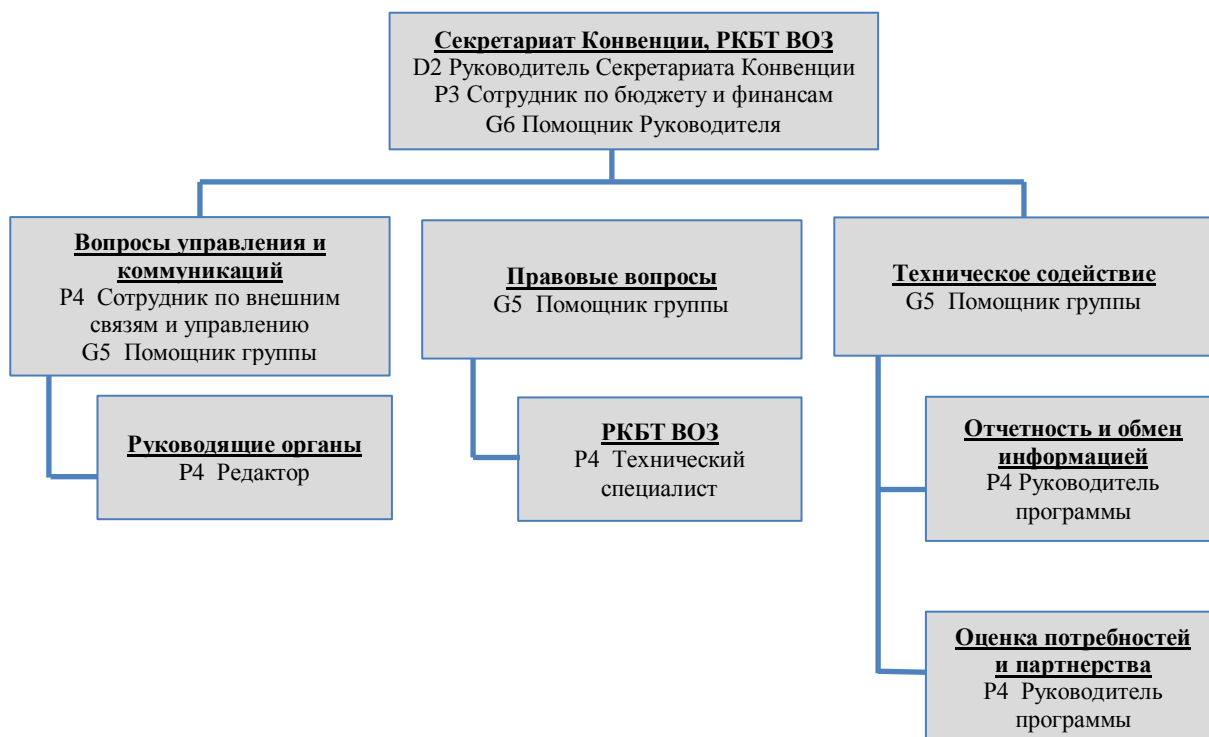 Секретариат Конвенции, РКБТ ВОЗ
D2 Руководитель Секретариата Конвенции
P3 Сотрудник по бюджету и финансам
G6 Помощник Руководителя
Вопросы управления и
коммуникаций
P4 Сотрудник по внешним
связям и управлению
G5 Помощник группы
Руководящие органы
P4 Редактор
Правовые вопросы
G5 Помощник группы
РКБТ ВОЗ
P4 Технический
специалист
Техническое содействие
G5 Помощник группы
Отчетность и обмен
информацией
P4 Руководитель
программы
Оценка потребностей
и партнерства
P4 Руководитель
программы